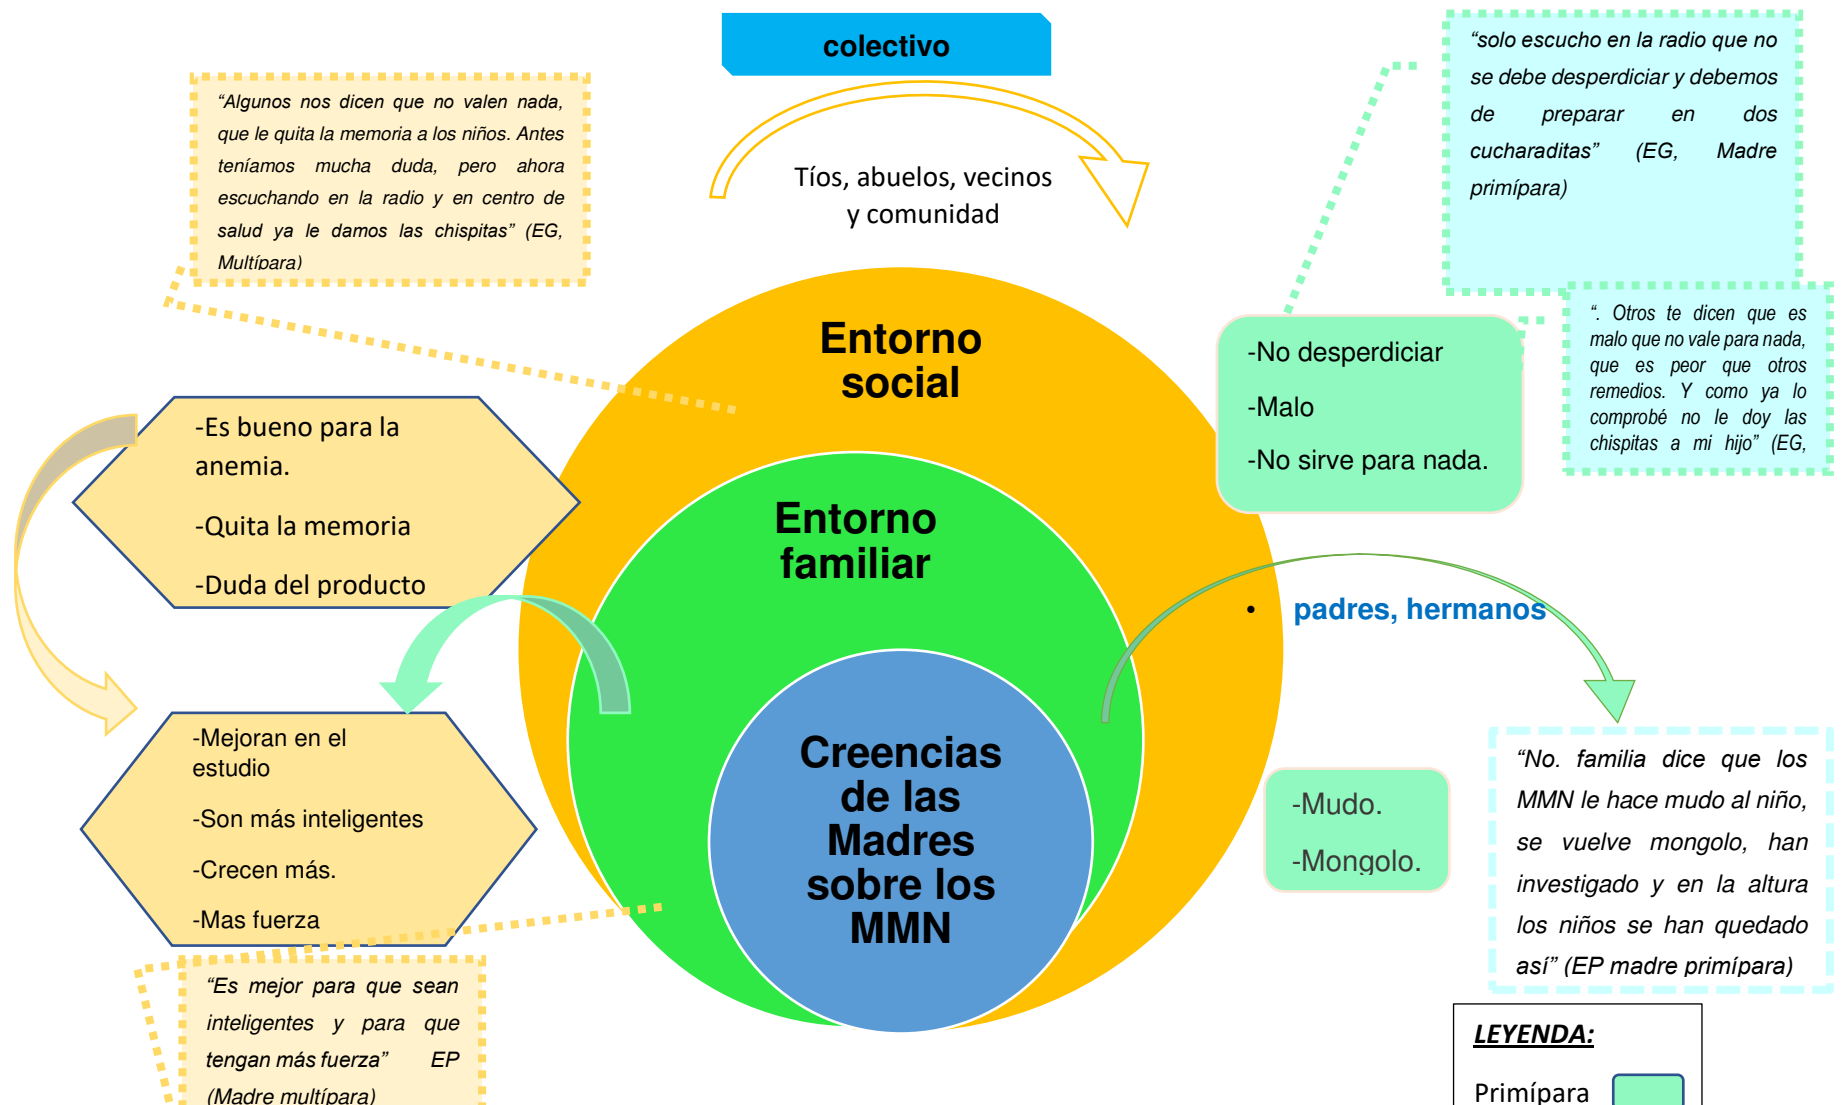 colectivo
“Algunos nos dicen que no valen nada,
que le quita la memoria a los niños. Antes
teníamos mucha duda, pero ahora
escuchando en la radio y en centro de
salud ya le damos las chispitas” (EG,
Multípara)
Tíos, abuelos, vecinos
y comunidad
“solo escucho en la radio que no
se debe desperdiciar y debemos
de preparar en dos
cucharaditas” (EG, Madre
primípara)
“. Otros te dicen que es
malo que no vale para nada,
que es peor que otros
remedios. Y como ya lo
comprobé no le doy las
chispitas a mi hijo” (EG,
Entorno
social
-No desperdiciar
-Malo
-No sirve para nada.
-Es bueno para la
anemia.
-Quita la memoria
-Duda del producto
Entorno
familiar
• padres, hermanos
-Mejoran en el
estudio
-Son más inteligentes
-Crecen más.
-Mas fuerza
Creencias
de las
Madres
sobre los
MMN
-Mudo.
-Mongolo.
“No. familia dice que los
MMN le hace mudo al niño,
se vuelve mongolo, han
investigado y en la altura
los niños se han quedado
así” (EP madre primípara)
“Es mejor para que sean
inteligentes y para que
tengan más fuerza” EP
(Madre multípara)
LEYENDA:
Primípara